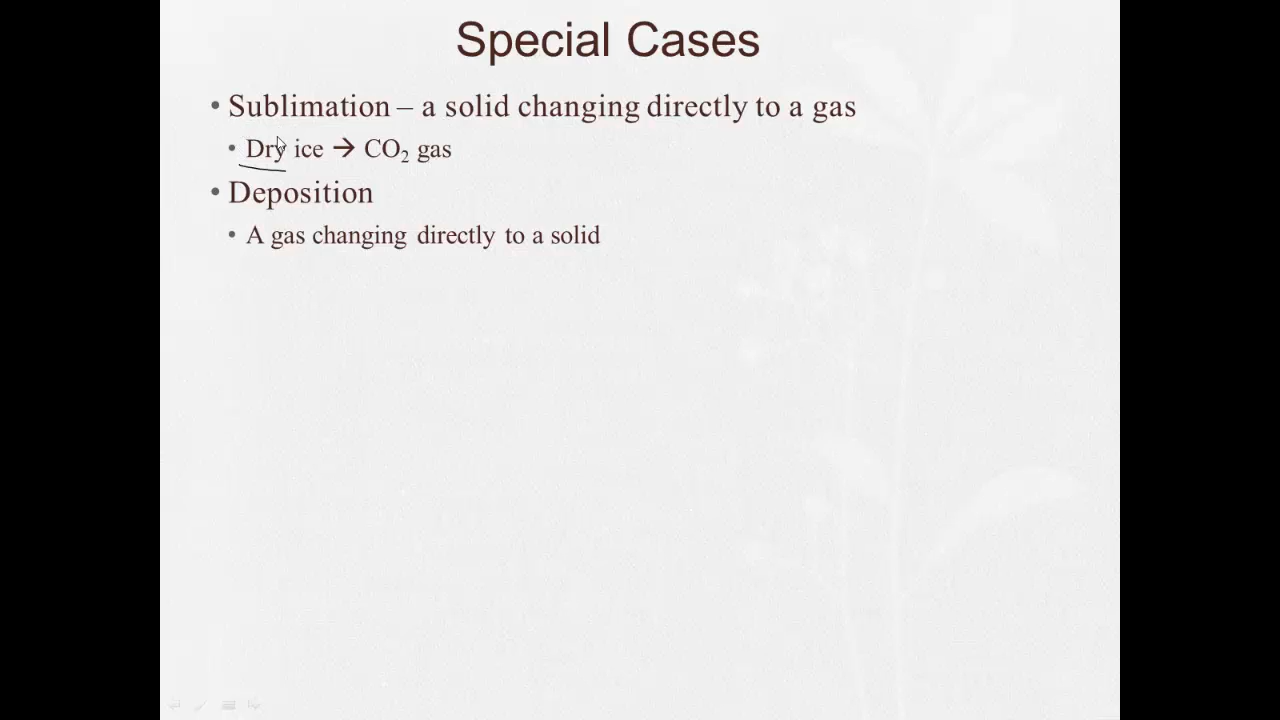 Special Cases
• Sublimation – a solid changing directly to a gas
• Dry ice → CO₂ gas
• Deposition
• A gas changing directly to a solid